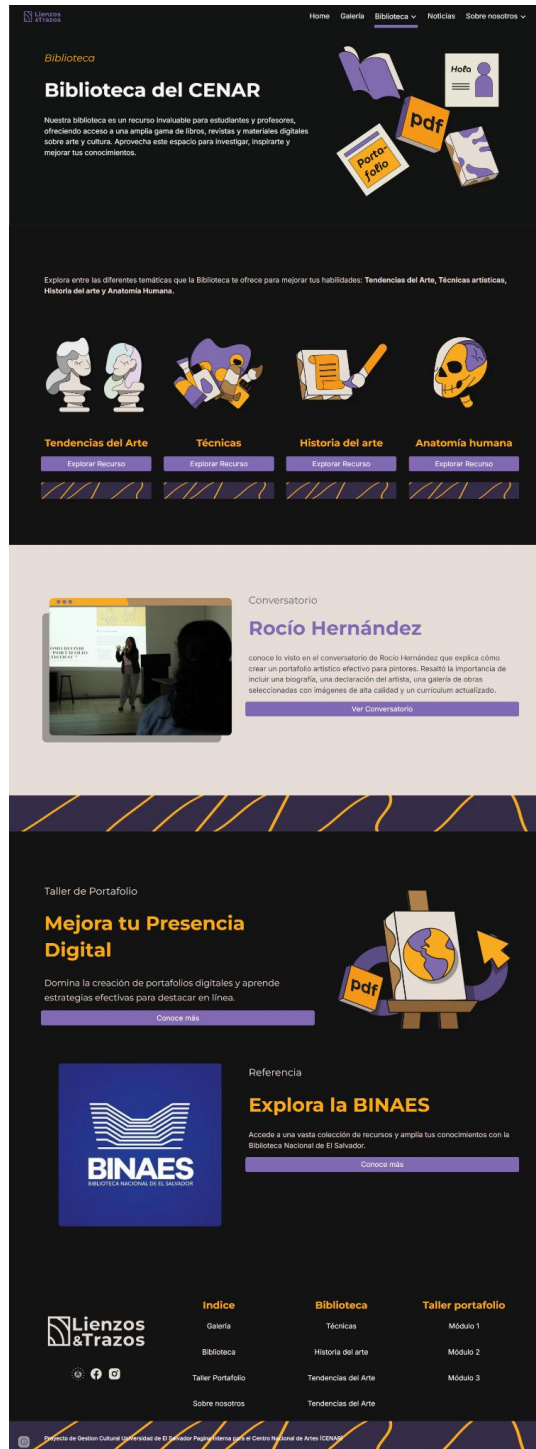 Lienzos
&Trazos
Home Galería Biblioteca Noticias Sobre nosotros
Biblioteca
Biblioteca del CENAR
Nuestra biblioteca es un recurso invaluable para estudiantes y profesores,
ofreciendo acceso a una amplia gama de libros, revistas y materiales digitales
sobre arte y cultura. Aprovecha este espacio para investigar, inspirarte y
mejorar tus conocimientos.
Hola
pdf
Porta-
folio
Explora entre las diferentes temáticas que la Biblioteca te ofrece para mejorar tus habilidades: Tendencias del Arte, Técnicas artísticas,
Historia del arte y Anatomía Humana.
Tendencias del Arte Técnicas Historia del arte Anatomía humana
Explorar Recurso Explorar Recurso Explorar Recurso Explorar Recurso
Conversatorio
Rocío Hernández
conoce lo visto en el conversatorio de Rocío Hernández que explica cómo
crear un portafolio artístico efectivo para pintores. Resaltó la importancia de
incluir una biografía, una declaración del artista, una galería de obras
seleccionadas con imágenes de alta calidad y un currículum actualizado.
Ver Conversatorio
Taller de Portafolio
Mejora tu Presencia
Digital
Domina la creación de portafolios digitales y aprende
estrategias efectivas para destacar en línea.
Conoce más
pdf
BINAES
BIBLIOTECA NACIONAL DE EL SALVADOR
Referencia
Explora la BINAES
Accede a una vasta colección de recursos y amplía tus conocimientos con la
Biblioteca Nacional de El Salvador.
Conoce más
Lienzos
&Trazos
Indice Biblioteca Taller portafolio
Galería Técnicas Módulo 1
Biblioteca Historia del arte Módulo 2
Taller Portafolio Tendencias del Arte Módulo 3
Sobre nosotros Tendencias del Arte
Proyecto de Gestion Cultural Universidad de El Salvador Pagina Interna para el Centro Nacional de Artes (CENAR)